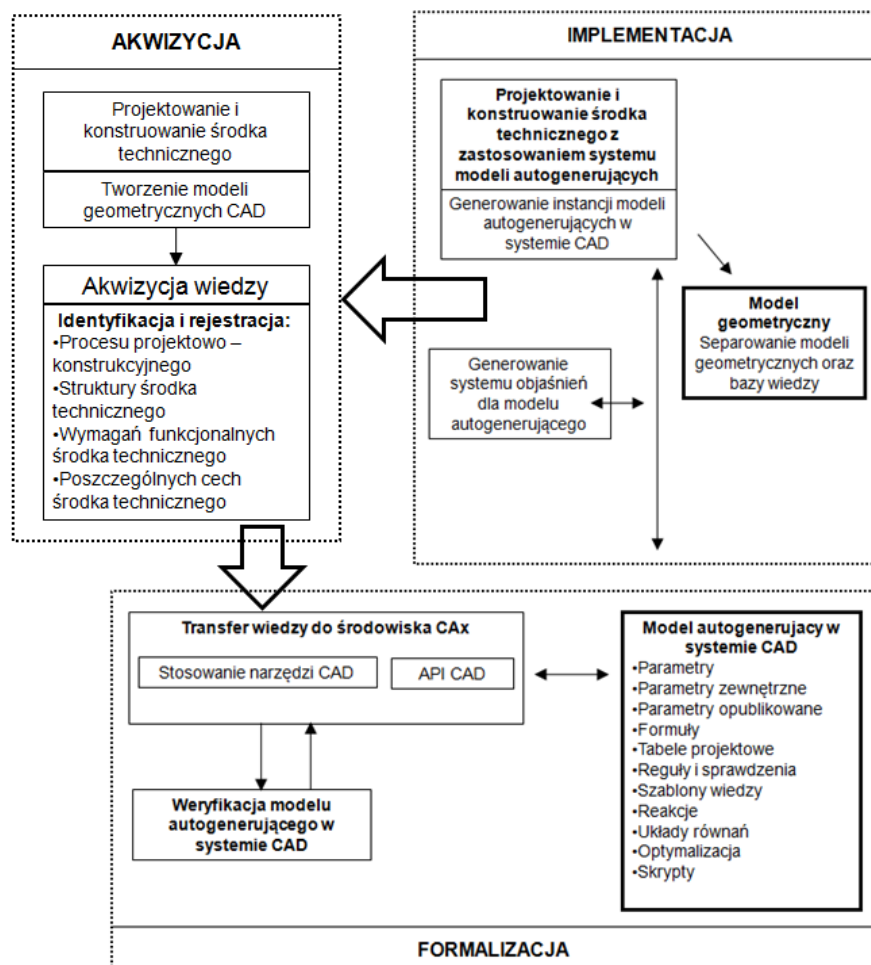 AKWIZYCJA
Projektowanie i
konstruowanie środka
technicznego
Tworzenie modeli
geometrycznych CAD
Akwizycja wiedzy
Identyfikacja i rejestracja:
•Procesu projektowo –
konstrukcyjnego
•Struktury środka
technicznego
•Wymagań funkcjonalnych
środka technicznego
•Poszczególnych cech
środka technicznego
IMPLEMENTACJA
Projektowanie i
konstruowanie środka
technicznego z
zastosowaniem systemu
modeli autogenerujących
Generowanie instancji modeli
autogenerujących w
systemie CAD
Model
geometryczny
Separowanie modeli
geometrycznych oraz
bazy wiedzy
Generowanie
systemu objaśnień
dla modelu
autogenerującego
Transfer wiedzy do środowiska CAx
Stosowanie narzędzi CAD
API CAD
Weryfikacja modelu
autogenerującego w
systemie CAD
Model autogenerujacy w
systemie CAD
•Parametry
•Parametry zewnętrzne
•Parametry opublikowane
•Formuły
•Tabele projektowe
•Reguły i sprawdzenia
•Szablony wiedzy
•Reakcje
•Układy równań
•Optymalizacja
•Skrypty
FORMALIZACJA